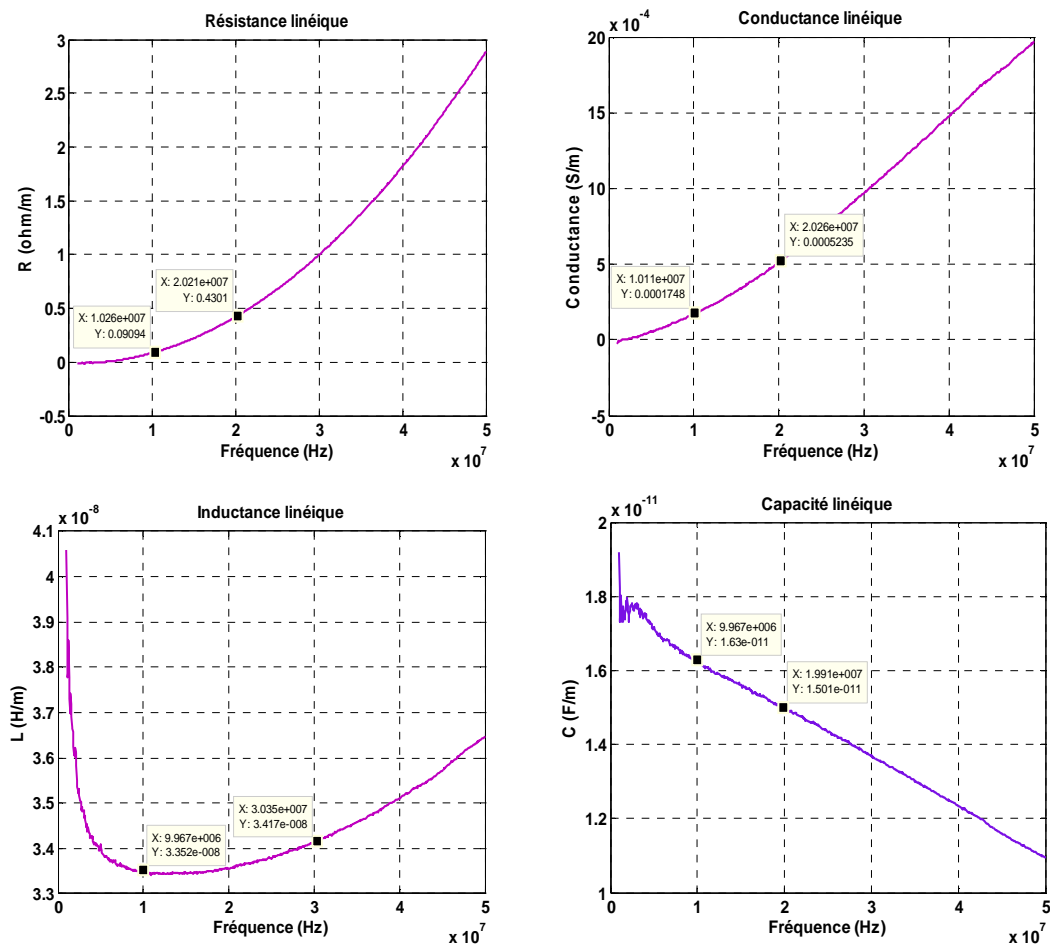 Résistance linéique
3
2.5
2
1.5
1
0.5
0
-0.5
R (ohm/m)
X: 1.026e+007
Y: 0.09094
X: 2.021e+007
Y: 0.4301
0 1 2 3 4 5
Fréquence (Hz)
x 10^7
Conductance linéique
x 10^-4
20
15
10
5
0
-5
Conductance (S/m)
X: 1.011e+007
Y: 0.0001748
X: 2.026e+007
Y: 0.0005235
0 1 2 3 4 5
Fréquence (Hz)
x 10^7
Inductance linéique
x 10^-8
4.1
4
3.9
3.8
3.7
3.6
3.5
3.4
3.3
L (H/m)
X: 9.967e+006
Y: 3.352e-008
X: 3.035e+007
Y: 3.417e-008
0 1 2 3 4 5
Fréquence (Hz)
x 10^7
Capacité linéique
x 10^-11
2
1.8
1.6
1.4
1.2
1
C (F/m)
X: 9.967e+006
Y: 1.63e-011
X: 1.991e+007
Y: 1.501e-011
0 1 2 3 4 5
Fréquence (Hz)
x 10^7